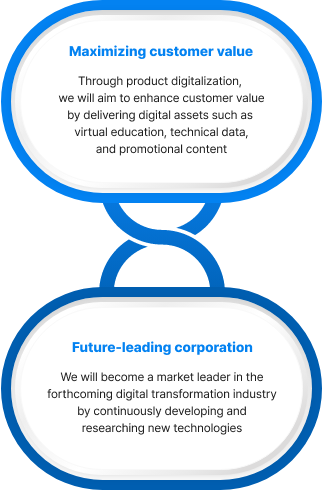 Maximizing customer value
Through product digitalization,
we will aim to enhance customer value
by delivering digital assets such as
virtual education, technical data,
and promotional content
Future-leading corporation
We will become a market leader in the
forthcoming digital transformation industry
by continuously developing and
researching new technologies